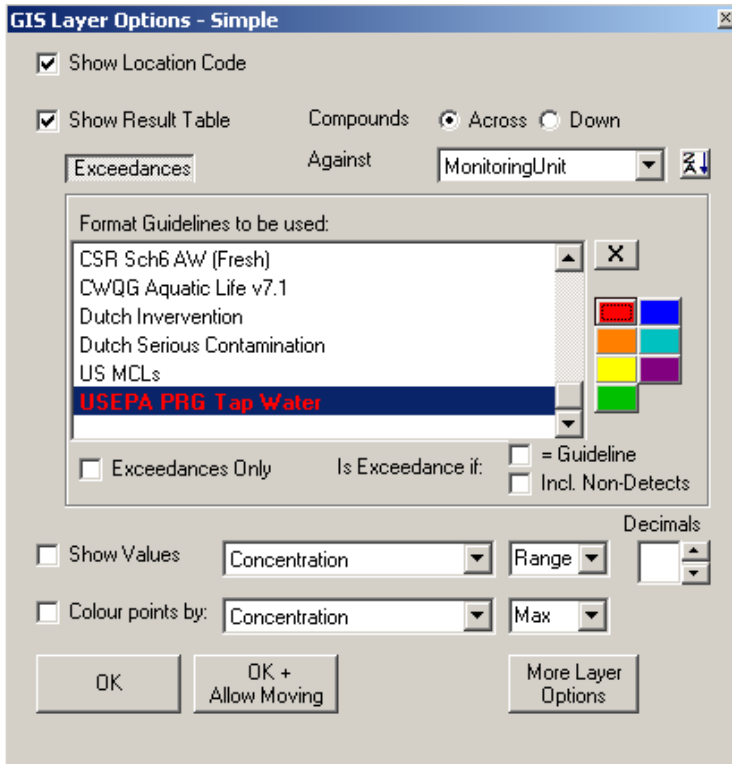 GIS Layer Options - Simple
Show Location Code
Show Result Table Compounds Across Down
Exceedances Against MonitoringUnit
Format Guidelines to be used:
CSR Sch6 AW (Fresh)
CWQG Aquatic Life v7.1
Dutch Invervention
Dutch Serious Contamination
US MCLs
USEPA PRG Tap Water
X
Exceedances Only Is Exceedance if: = Guideline
Incl. Non-Detects
Decimals
Show Values Concentration Range
Colour points by: Concentration Max
OK
OK +
Allow Moving
More Layer
Options